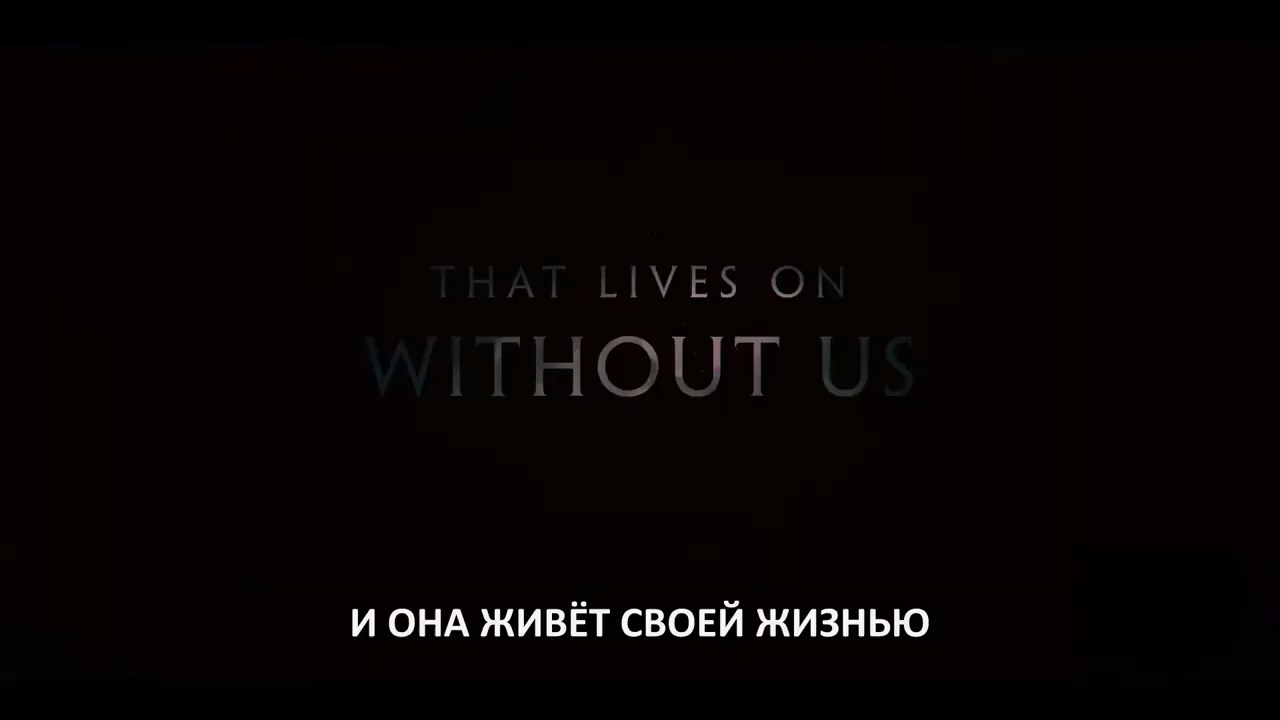 THAT LIVES ON
WITHOUT US
И ОНА ЖИВЁТ СВОЕЙ ЖИЗНЬЮ